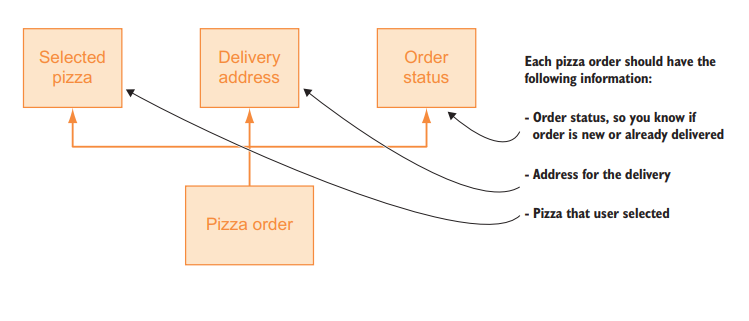 Selected
pizza
Delivery
address
Order
status
Pizza order
Each pizza order should have the
following information:
- Order status, so you know if
order is new or already delivered
- Address for the delivery
- Pizza that user selected